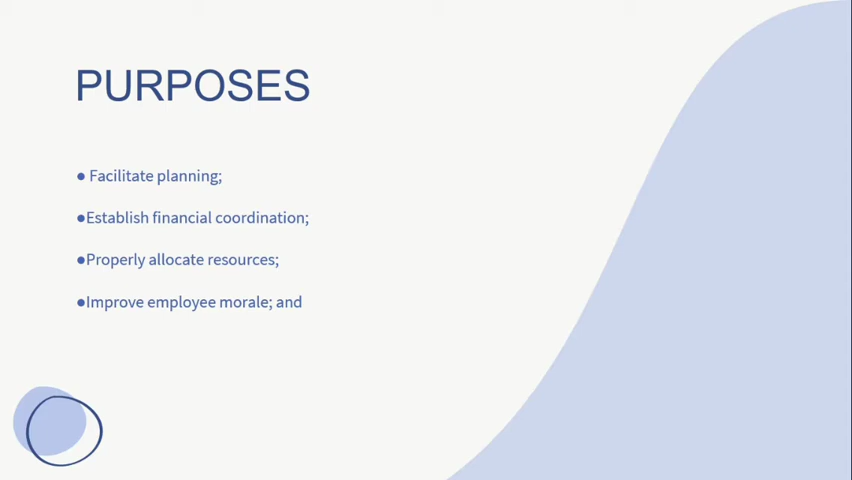 PURPOSES
● Facilitate planning;
●Establish financial coordination;
●Properly allocate resources;
●Improve employee morale; and